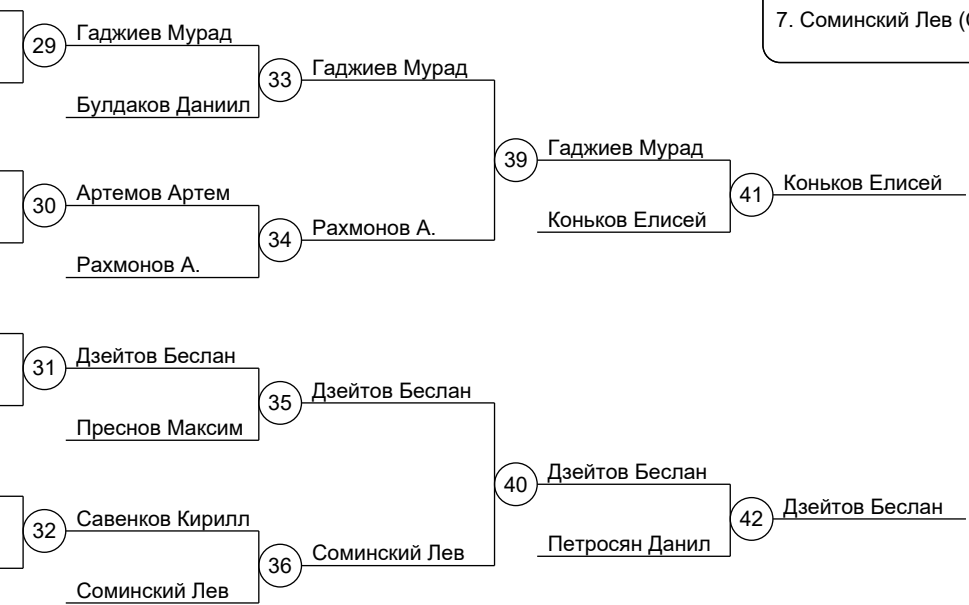 7. Соминский Лев (
29
Гаджиев Мурад
Булдаков Даниил
33
Гаджиев Мурад
30
Артемов Артем
Рахмонов А.
34
Рахмонов А.
39
Гаджиев Мурад
Коньков Елисей
41
Коньков Елисей
31
Дзейтов Беслан
Преснов Максим
35
Дзейтов Беслан
32
Савенков Кирилл
Соминский Лев
36
Соминский Лев
40
Дзейтов Беслан
Петросян Данил
42
Дзейтов Беслан